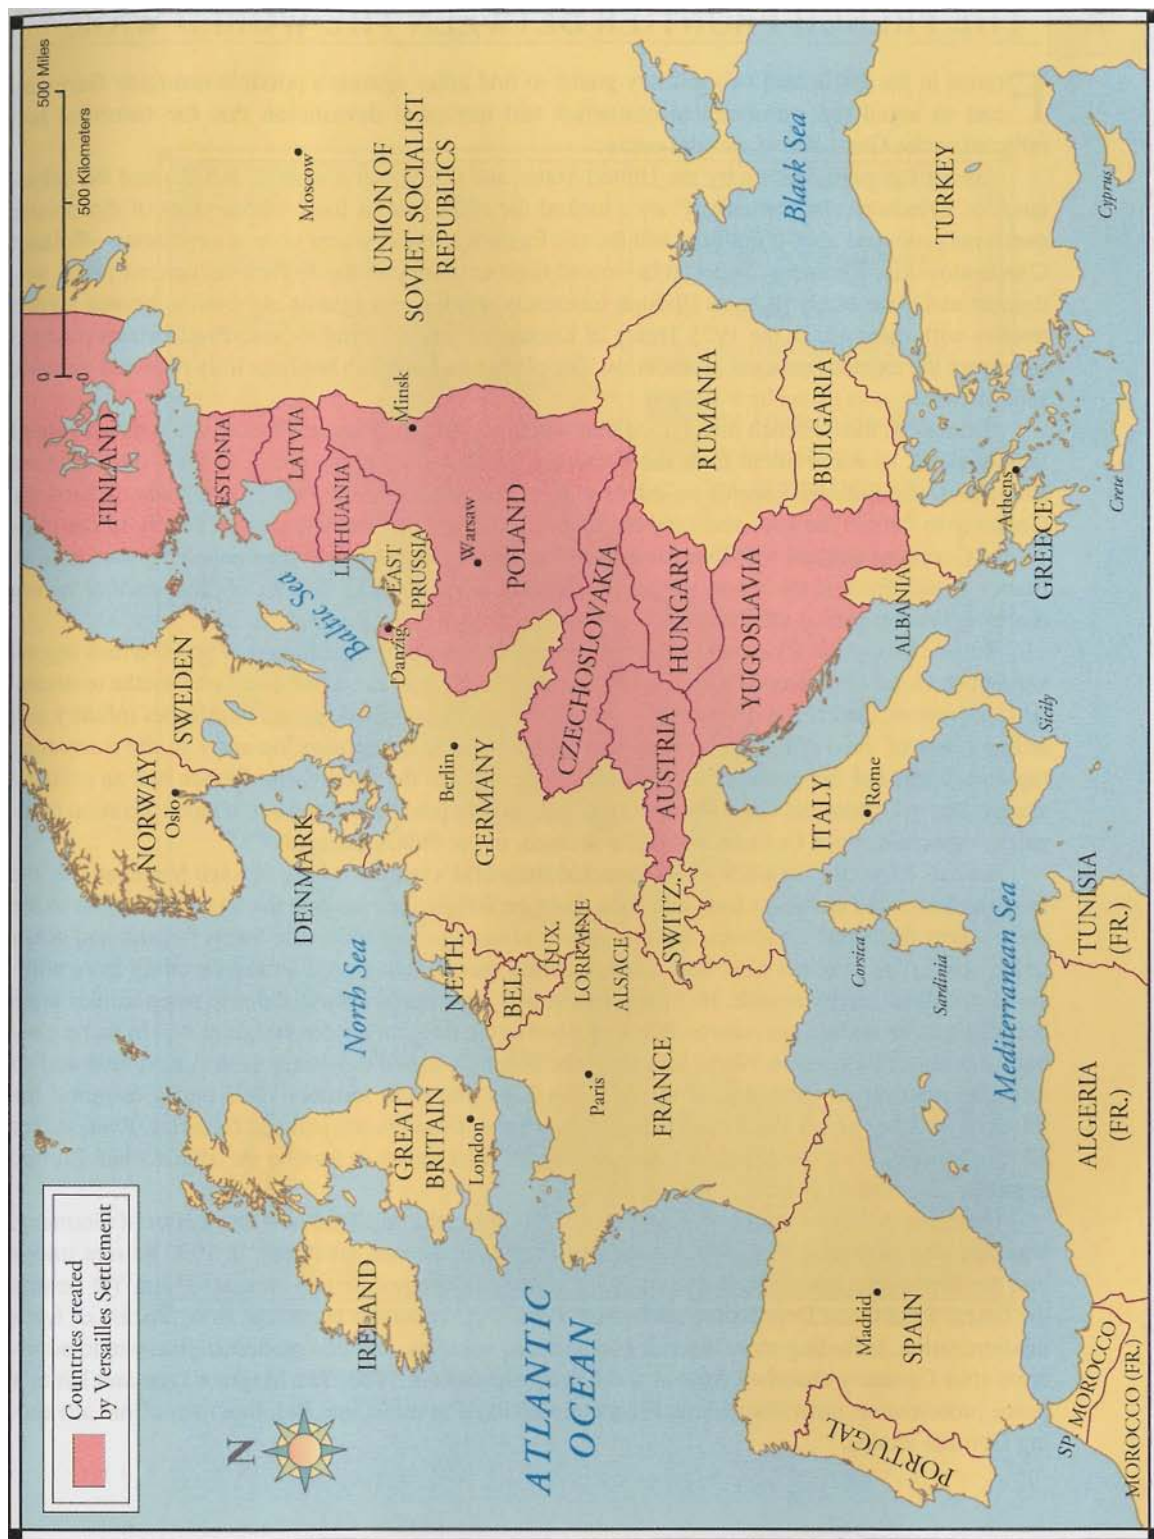 Countries created
by Versailles Settlement
N
ATLANTIC
OCEAN
North Sea
Baltic Sea
Black Sea
Mediterranean Sea
0
500 Miles
0
500 Kilometers
NORWAY
Oslo
SWEDEN
FINLAND
ESTONIA
LATVIA
LITHUANIA
EAST
PRUSSIA
Danzig
DENMARK
IRELAND
GREAT
BRITAIN
London
NETH.
BEL.
LUX.
LORRAINE
ALSACE
Paris
FRANCE
GERMANY
Berlin
POLAND
Warsaw
Minsk
Moscow
UNION OF
SOVIET SOCIALIST
REPUBLICS
CZECHOSLOVAKIA
AUSTRIA
HUNGARY
SWITZ.
YUGOSLAVIA
RUMANIA
BULGARIA
ALBANIA
GREECE
Athens
Crete
TURKEY
Cyprus
ITALY
Rome
Corsica
Sardinia
Sicily
PORTUGAL
SPAIN
Madrid
SP. MOROCCO
MOROCCO (FR.)
ALGERIA
(FR.)
TUNISIA
(FR.)